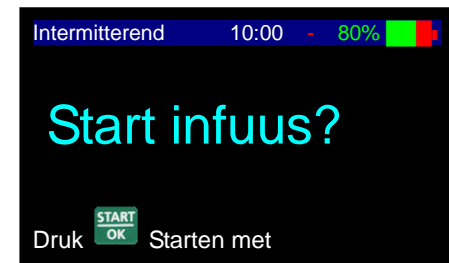 Intermitterend 10:00 - 80%
Start infuus?
Druk START OK Starten met